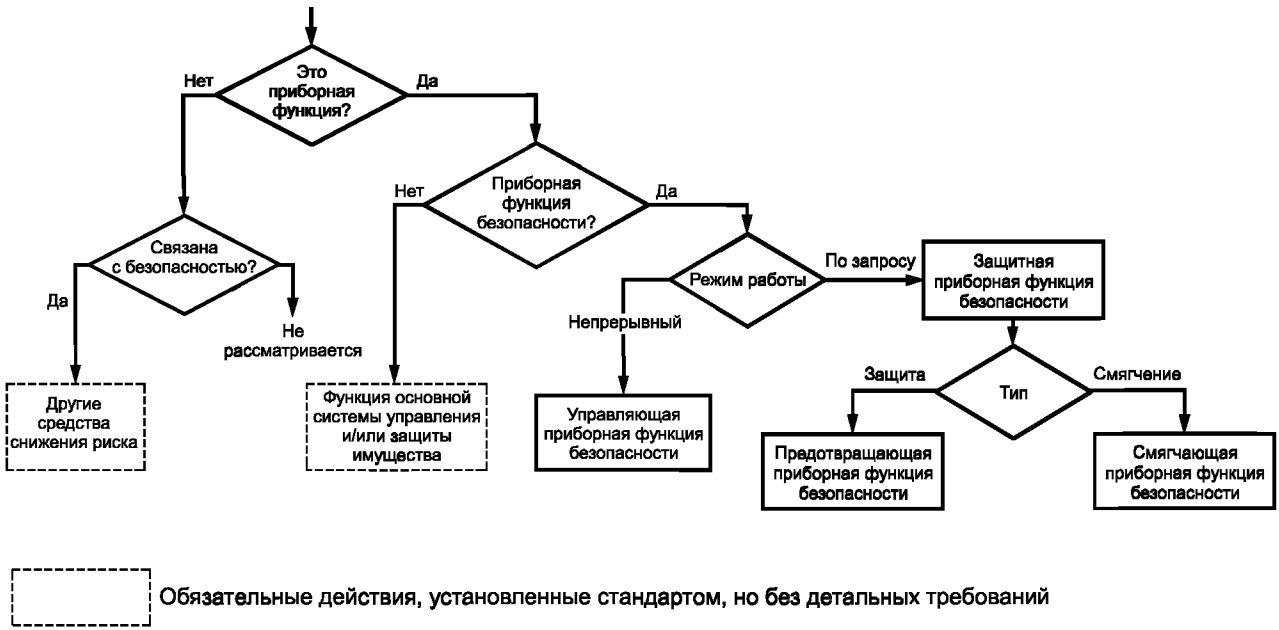 Это
приборная
функция?
Нет
Да
Приборная
функция
безопасности?
Нет
Да
Связана
с безопасностью?
Да
Не
рассматривается
Режим работы
По запросу
Непрерывный
Защитная
приборная функция
безопасности
Тип
Защита
Смягчение
Другие
средства
снижения риска
Функция основной
системы управления
и/или защиты
имущества
Управляющая
приборная функция
безопасности
Предотвращающая
приборная функция
безопасности
Смягчающая
приборная функция
безопасности
Обязательные действия, установленные стандартом, но без детальных требований